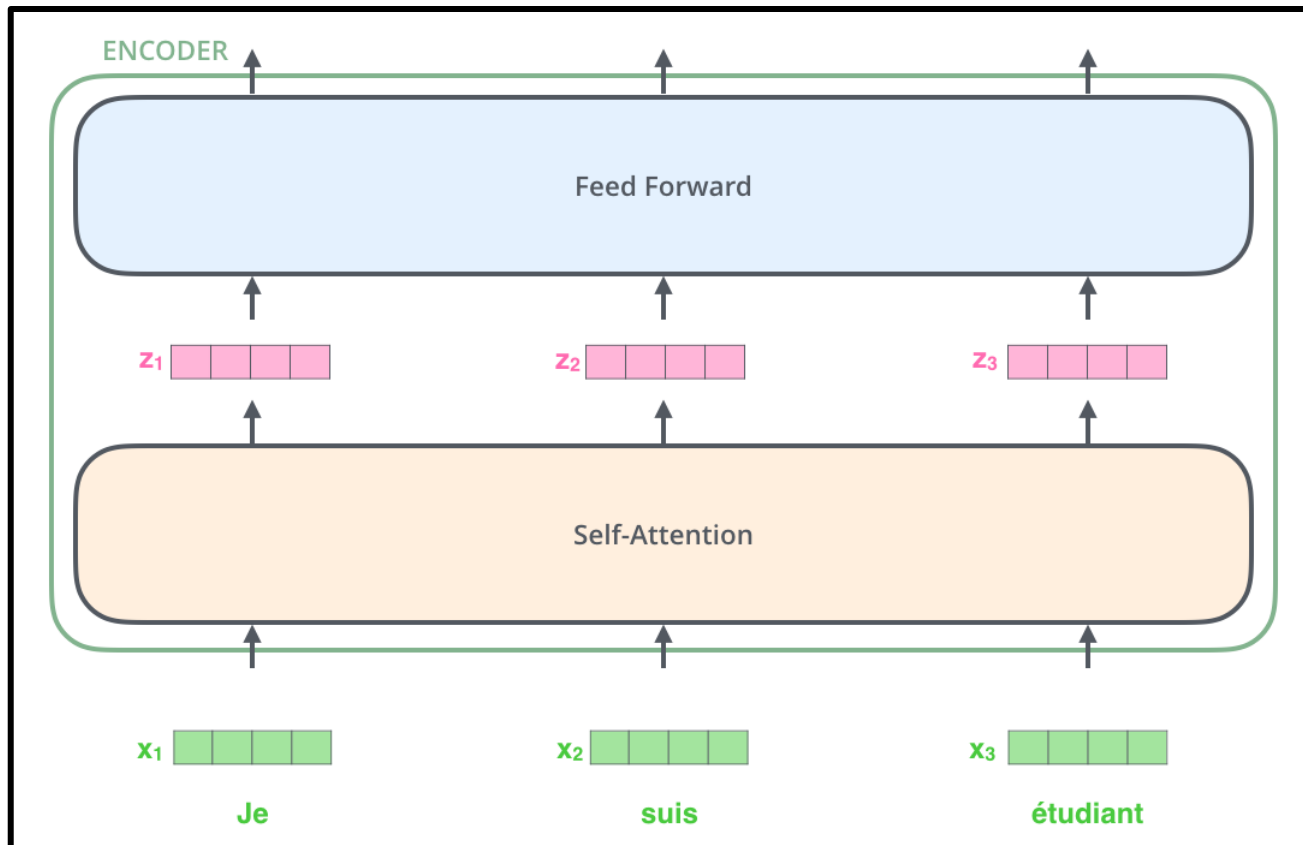 ENCODER
Feed Forward
z₁ z₂ z₃
Self-Attention
x₁ x₂ x₃
Je suis étudiant